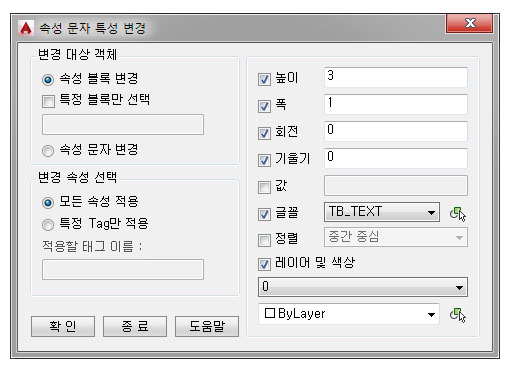 속성 문자 특성 변경
변경 대상 객체
속성 블록 변경
특정 블록만 선택
속성 문자 변경
변경 속성 선택
모든 속성 적용
특정 Tag만 적용
적용할 태그 이름 :
확 인
종 료
도움말
높이 3
폭 1
회전 0
기울기 0
값
글꼴 TB_TEXT
정렬 중간 중심
레이어 및 색상
0
ByLayer